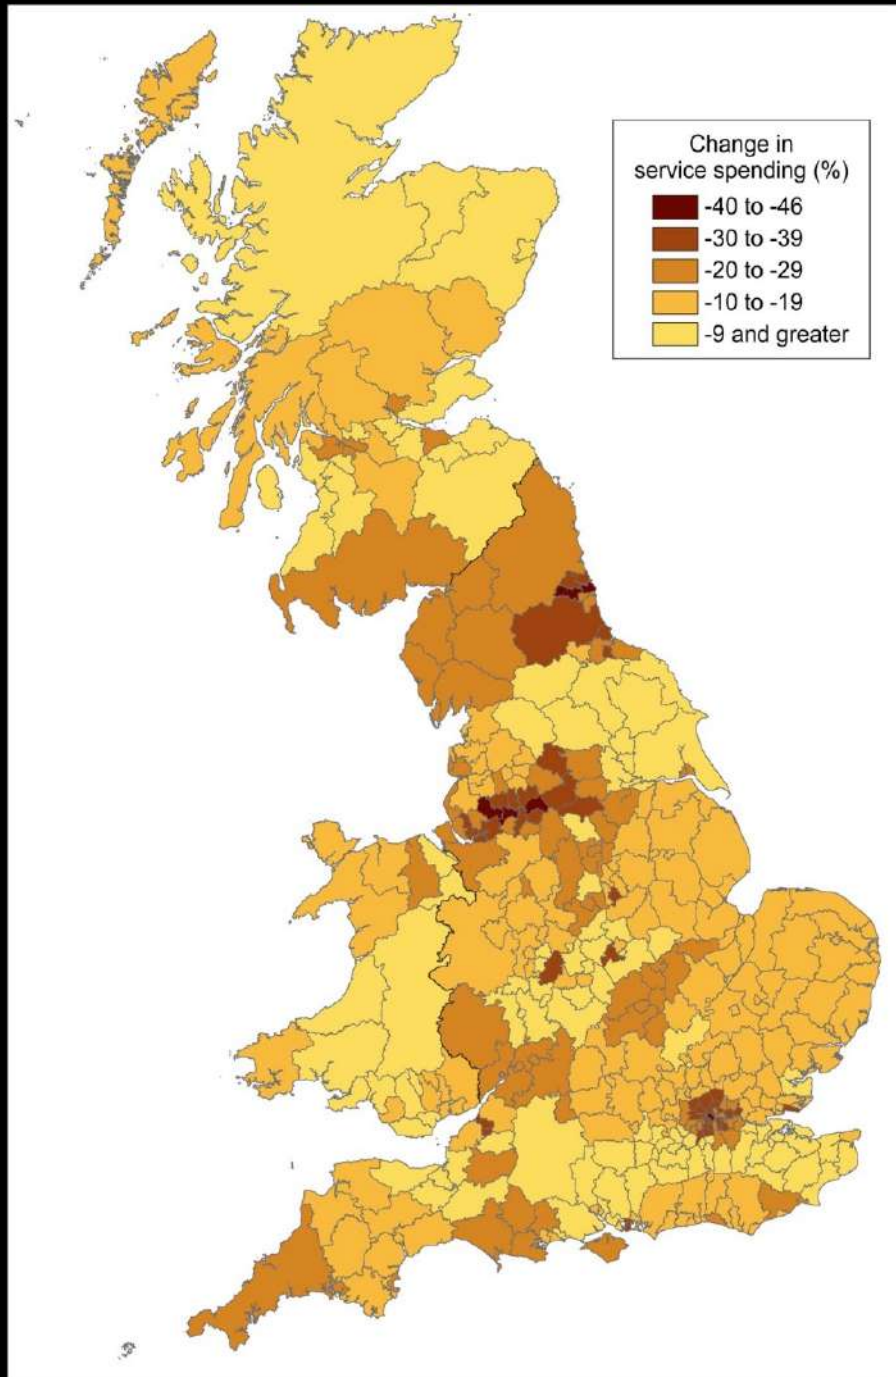 Change in
service spending (%)
-40 to -46
-30 to -39
-20 to -29
-10 to -19
-9 and greater